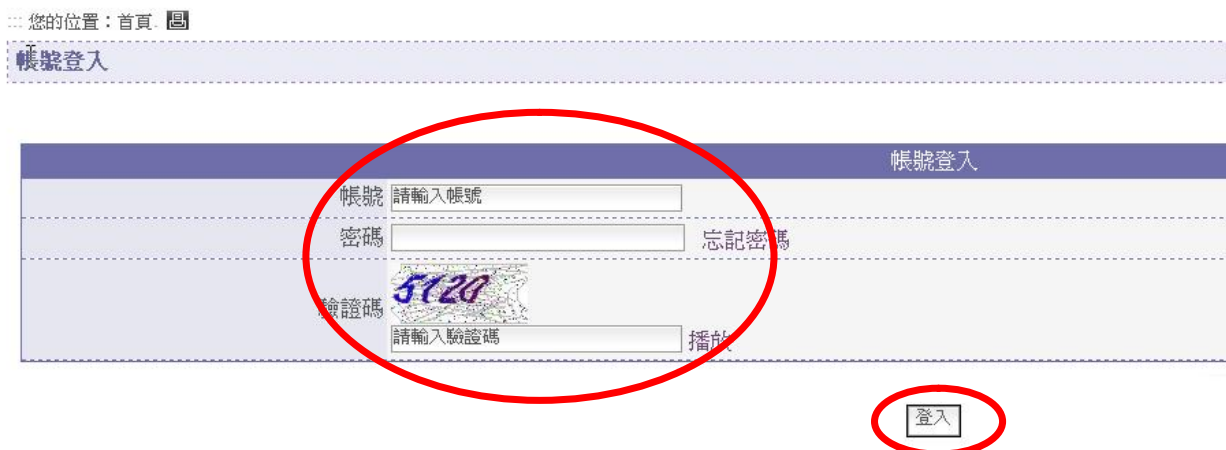 ::: 您的位置：首頁.
帳號登入
帳號登入
帳號 請輸入帳號
密碼 忘記密碼
驗證碼 5120
請輸入驗證碼 播放
登入